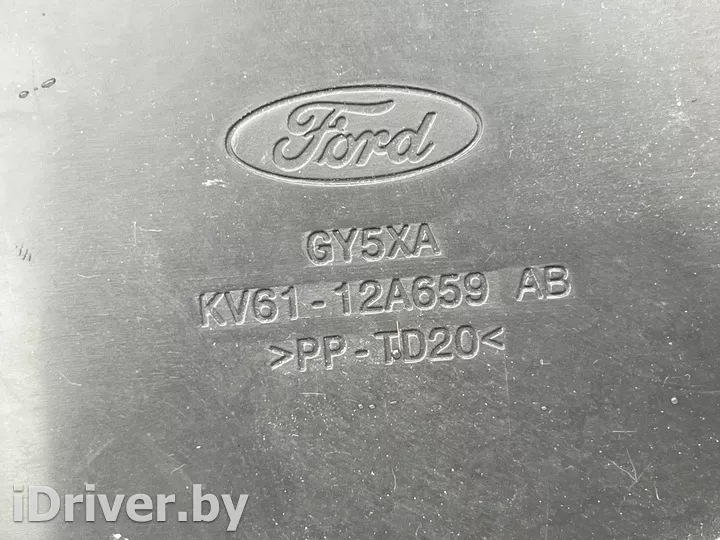 Ford
GY5XA
KV61-12A659 AB
>PP-TD20<
iDriver.by